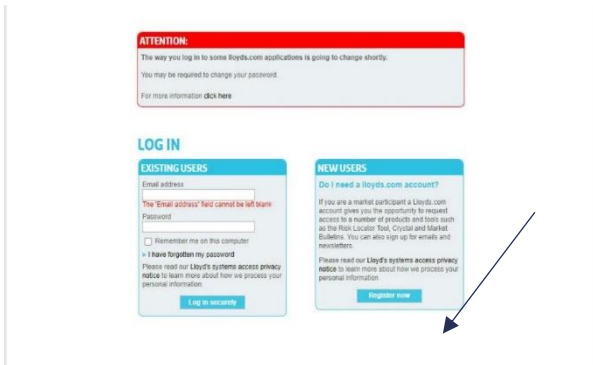 ATTENTION:
The way you log in to some lloyds.com applications is going to change shortly.
You may be required to change your password.
For more information click here
LOG IN
EXISTING USERS
Email address
The 'Email address' field cannot be left blank
Password
Remember me on this computer
» I have forgotten my password
Please read our Lloyd's systems access privacy
notice to learn more about how we process your
personal information
Log in securely
NEW USERS
Do I need a lloyds.com account?
If you are a market participant a Lloyds.com
account gives you the opportunity to request
access to a number of products and tools such
as the Risk Locator Tool, Crystal and Market
Bulletins. You can also sign up for emails and
newsletters.
Please read our Lloyd's systems access privacy
notice to learn more about how we process your
personal information
Register now